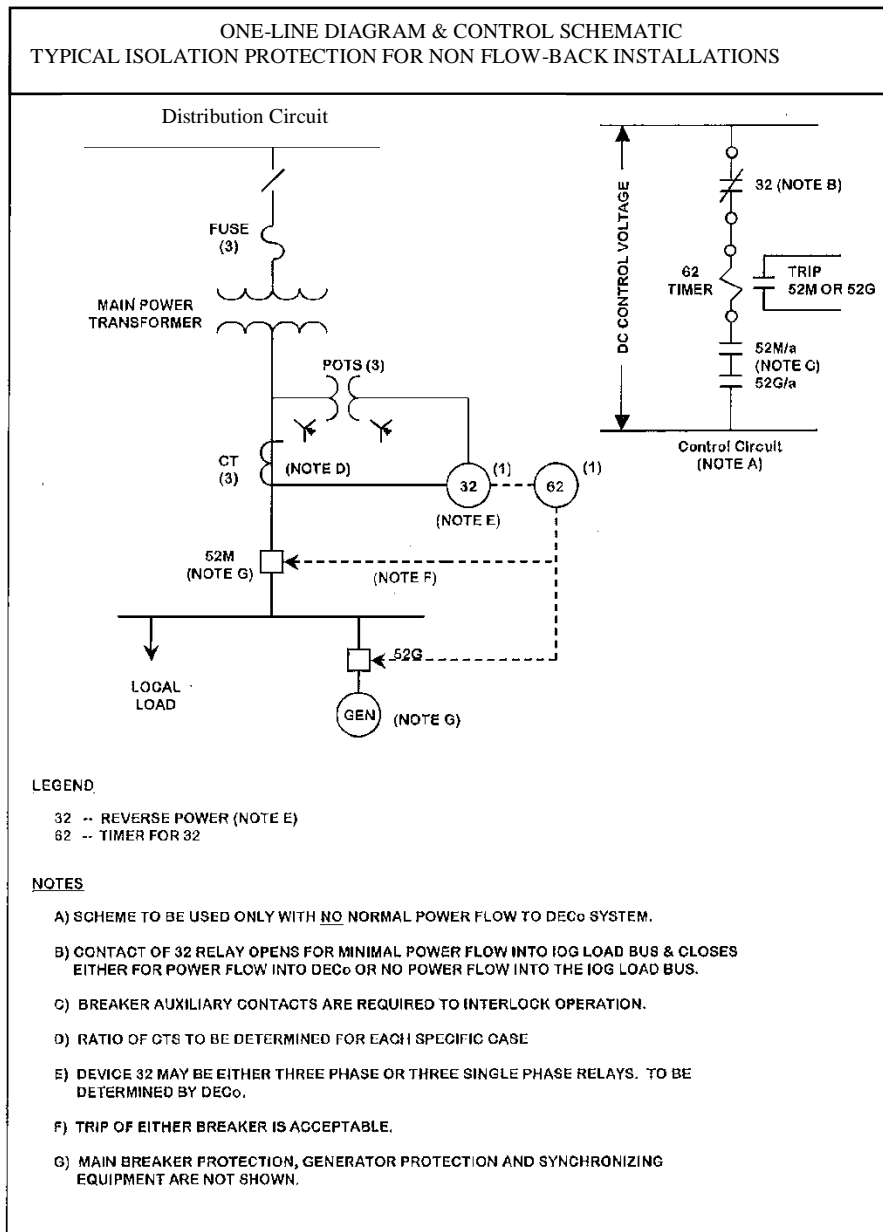 ONE-LINE DIAGRAM & CONTROL SCHEMATIC
TYPICAL ISOLATION PROTECTION FOR NON FLOW-BACK INSTALLATIONS
Distribution Circuit
FUSE
(3)
MAIN POWER
TRANSFORMER
POTS (3)
CT
(3)
(NOTE D)
32
(1)
62
(1)
(NOTE E)
52M
(NOTE G)
(NOTE F)
52G
LOCAL
LOAD
GEN
(NOTE G)
DC CONTROL VOLTAGE
32 (NOTE B)
62
TIMER
TRIP
52M OR 52G
52M/a
(NOTE C)
52G/a
Control Circuit
(NOTE A)
LEGEND
32 -- REVERSE POWER (NOTE E)
62 -- TIMER FOR 32
NOTES
A) SCHEME TO BE USED ONLY WITH NO NORMAL POWER FLOW TO DECo SYSTEM.
B) CONTACT OF 32 RELAY OPENS FOR MINIMAL POWER FLOW INTO IOG LOAD BUS & CLOSES
EITHER FOR POWER FLOW INTO DECo OR NO POWER FLOW INTO THE IOG LOAD BUS.
C) BREAKER AUXILIARY CONTACTS ARE REQUIRED TO INTERLOCK OPERATION.
D) RATIO OF CTS TO BE DETERMINED FOR EACH SPECIFIC CASE
E) DEVICE 32 MAY BE EITHER THREE PHASE OR THREE SINGLE PHASE RELAYS. TO BE
DETERMINED BY DECo.
F) TRIP OF EITHER BREAKER IS ACCEPTABLE.
G) MAIN BREAKER PROTECTION, GENERATOR PROTECTION AND SYNCHRONIZING
EQUIPMENT ARE NOT SHOWN.